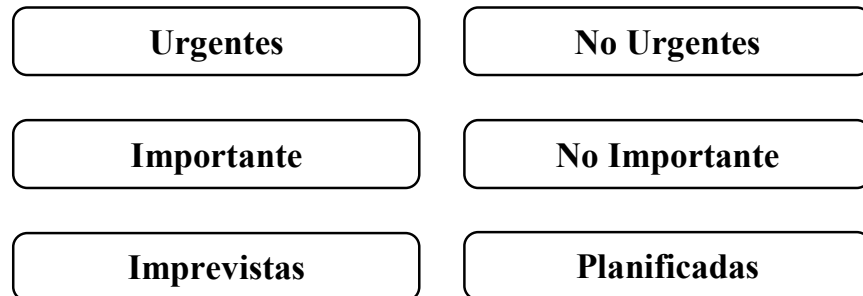 Urgentes
No Urgentes
Importante
No Importante
Imprevistas
Planificadas